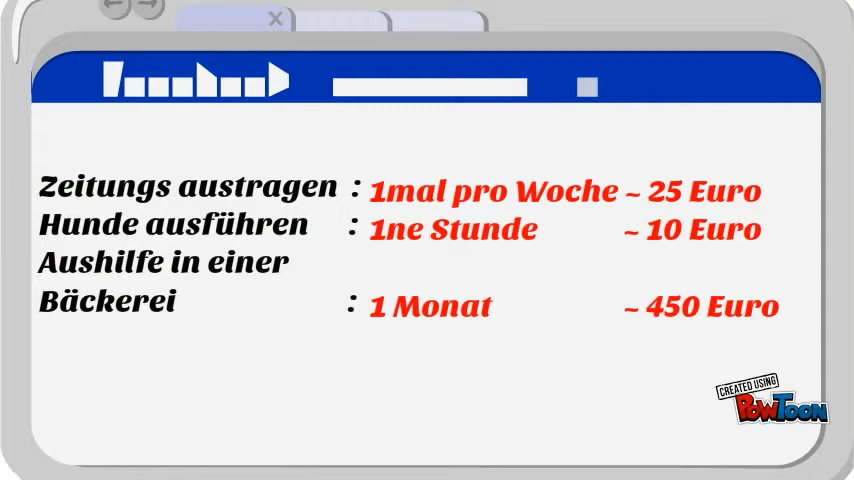 Zeitungs austragen : 1mal pro Woche ~ 25 Euro
Hunde ausführen : 1ne Stunde ~ 10 Euro
Aushilfe in einer
Bäckerei : 1 Monat ~ 450 Euro
CREATED USING
POWTOON